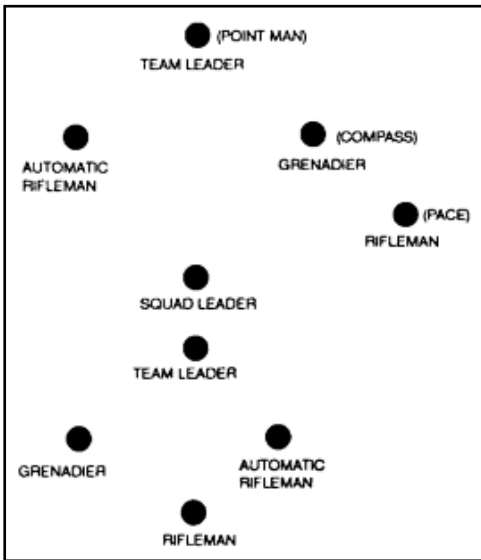 (POINT MAN)
TEAM LEADER
(COMPASS)
AUTOMATIC
RIFLEMAN
GRENADIER
(PACE)
RIFLEMAN
SQUAD LEADER
TEAM LEADER
GRENADIER
AUTOMATIC
RIFLEMAN
RIFLEMAN